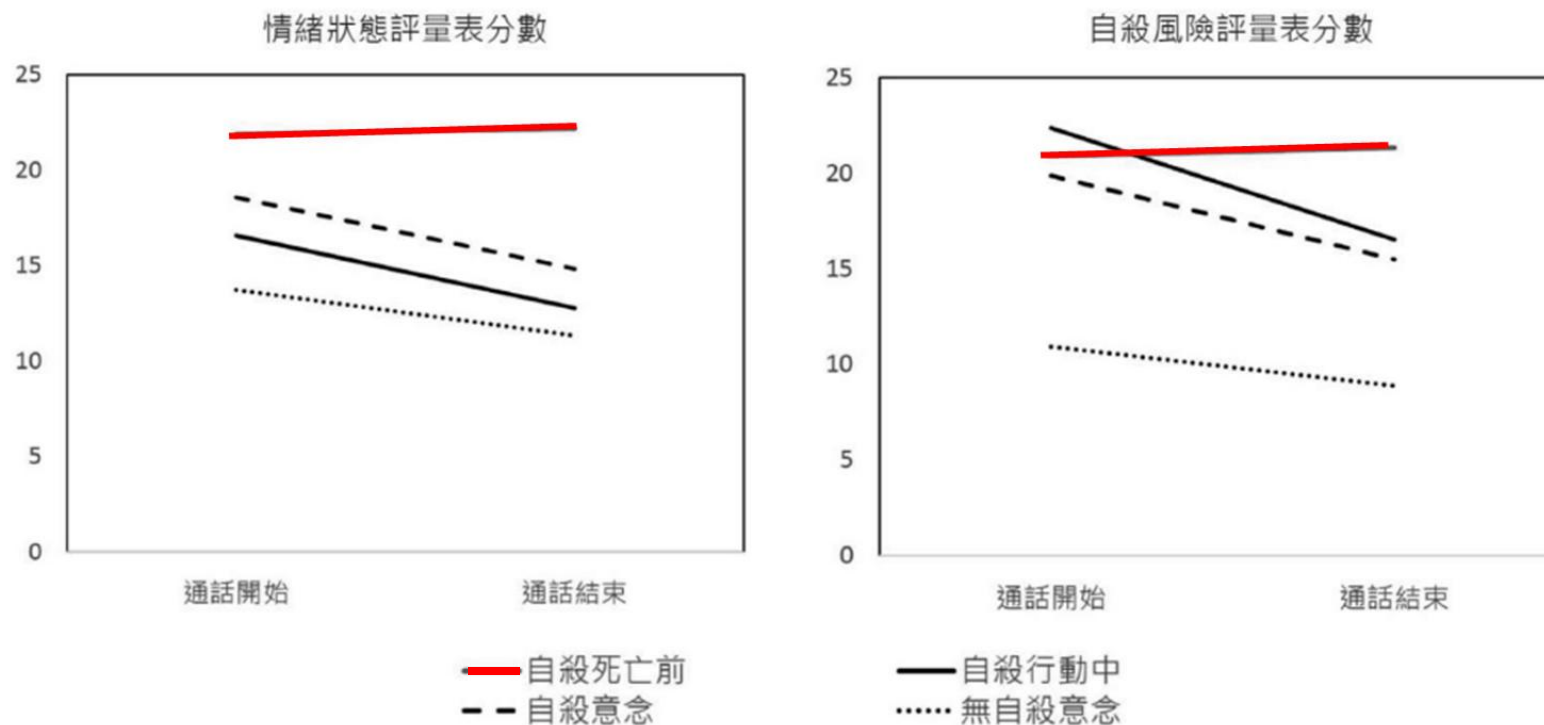 情緒狀態評量表分數
25
20
15
10
5
0
通話開始 通話結束
自殺風險評量表分數
25
20
15
10
5
0
通話開始 通話結束
自殺死亡前 自殺行動中
自殺意念 無自殺意念